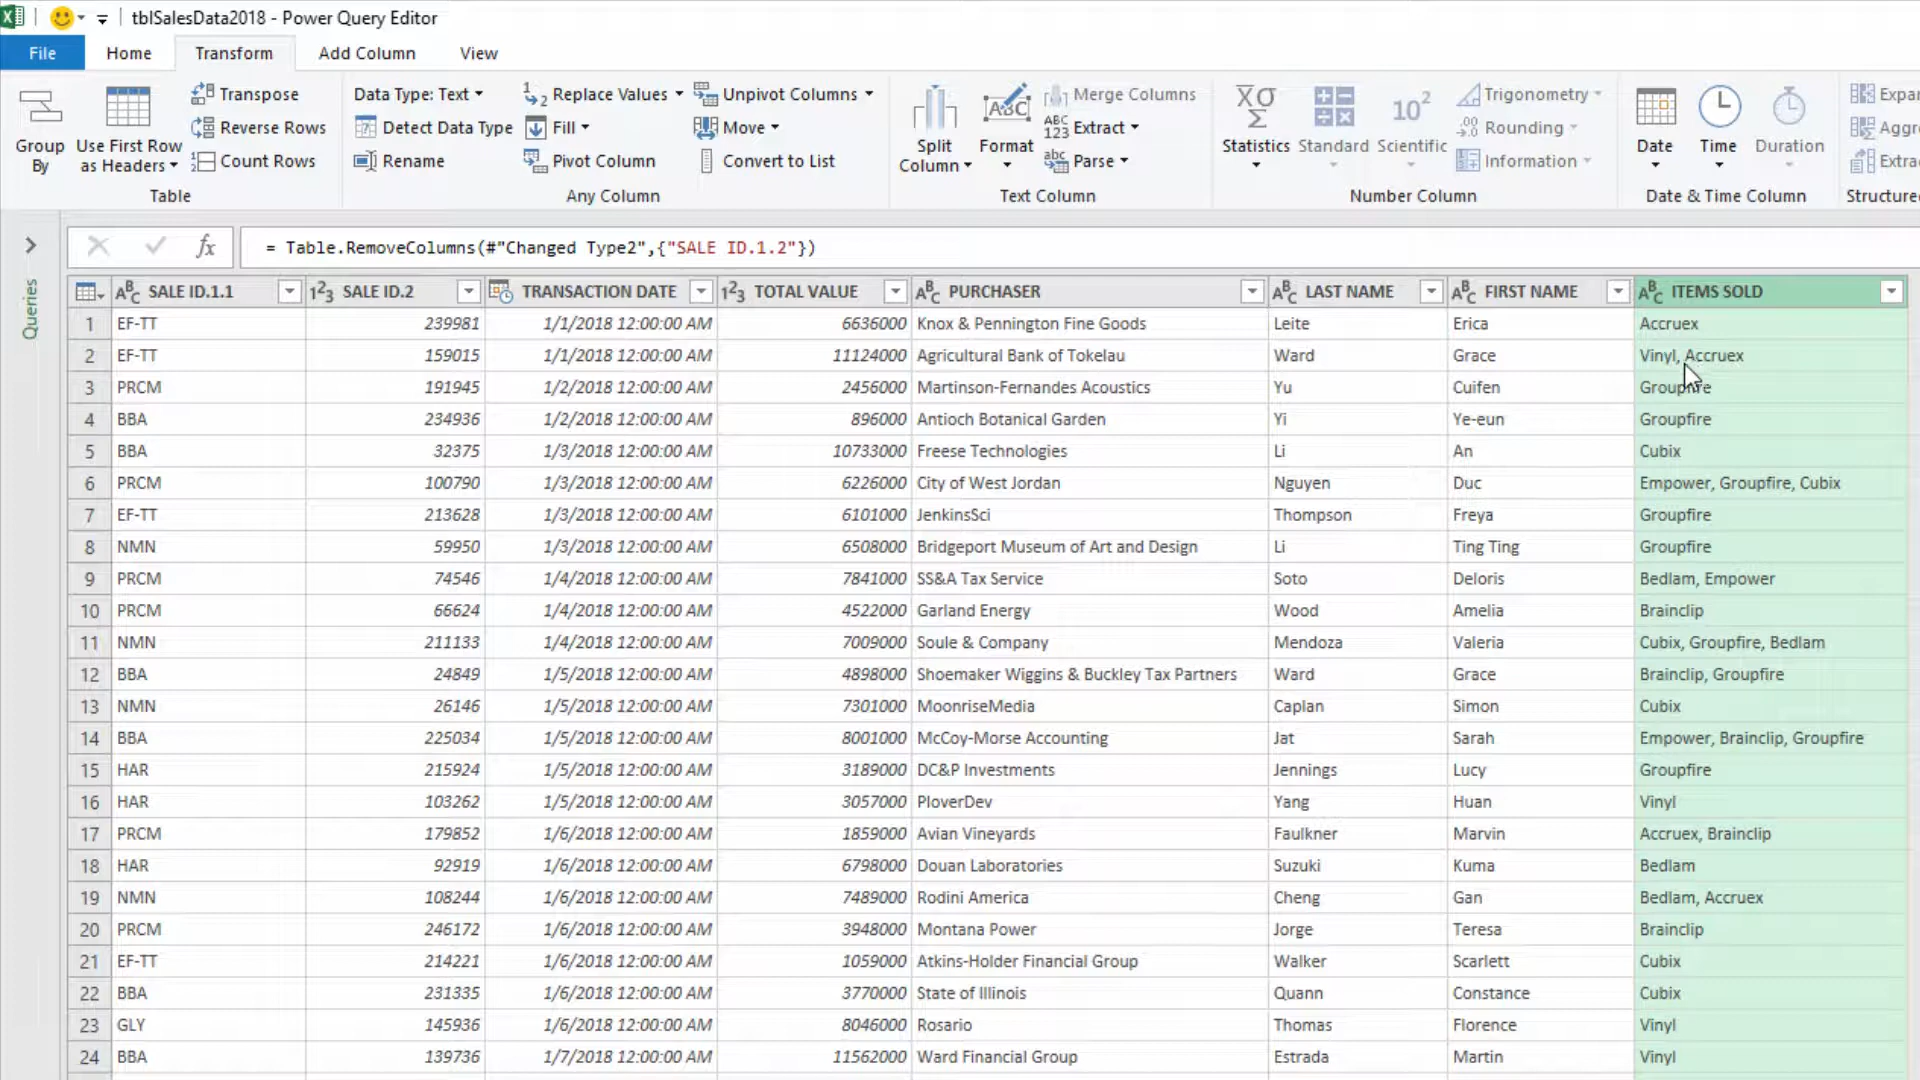 tblSalesData2018 - Power Query Editor
File Home Transform Add Column View
Group By
Use First Row as Headers
Transpose
Reverse Rows
Count Rows
Table
Data Type: Text
Detect Data Type
Rename
Replace Values
Fill
Pivot Column
Unpivot Columns
Move
Convert to List
Any Column
Split Column
Format
Merge Columns
Extract
Parse
Text Column
Statistics
Standard
Scientific
Trigonometry
Rounding
Information
Number Column
Date
Time
Duration
Date & Time Column
Expan
Aggre
Extra
Structured
= Table.RemoveColumns(#"Changed Type2",{"SALE ID.1.2"})
Queries
SALE ID.1.1 SALE ID.2 TRANSACTION DATE TOTAL VALUE PURCHASER LAST NAME FIRST NAME ITEMS SOLD
1 EF-TT 239981 1/1/2018 12:00:00 AM 6636000 Knox & Pennington Fine Goods Leite Erica Accruex
2 EF-TT 159015 1/1/2018 12:00:00 AM 11124000 Agricultural Bank of Tokelau Ward Grace Vinyl, Accruex
3 PRCM 191945 1/2/2018 12:00:00 AM 2456000 Martinson-Fernandes Acoustics Yu Cuifen Groupfire
4 BBA 234936 1/2/2018 12:00:00 AM 896000 Antioch Botanical Garden Yi Ye-eun Groupfire
5 BBA 32375 1/3/2018 12:00:00 AM 10733000 Freese Technologies Li An Cubix
6 PRCM 100790 1/3/2018 12:00:00 AM 6226000 City of West Jordan Nguyen Duc Empower, Groupfire, Cubix
7 EF-TT 213628 1/3/2018 12:00:00 AM 6101000 JenkinsSci Thompson Freya Groupfire
8 NMN 59950 1/3/2018 12:00:00 AM 6508000 Bridgeport Museum of Art and Design Li Ting Ting Groupfire
9 PRCM 74546 1/4/2018 12:00:00 AM 7841000 SS&A Tax Service Soto Deloris Bedlam, Empower
10 PRCM 66624 1/4/2018 12:00:00 AM 4522000 Garland Energy Wood Amelia Brainclip
11 NMN 211133 1/4/2018 12:00:00 AM 7009000 Soule & Company Mendoza Valeria Cubix, Groupfire, Bedlam
12 BBA 24849 1/5/2018 12:00:00 AM 4898000 Shoemaker Wiggins & Buckley Tax Partners Ward Grace Brainclip, Groupfire
13 NMN 26146 1/5/2018 12:00:00 AM 7301000 MoonriseMedia Caplan Simon Cubix
14 BBA 225034 1/5/2018 12:00:00 AM 8001000 McCoy-Morse Accounting Jat Sarah Empower, Brainclip, Groupfire
15 HAR 215924 1/5/2018 12:00:00 AM 3189000 DC&P Investments Jennings Lucy Groupfire
16 HAR 103262 1/5/2018 12:00:00 AM 3057000 PloverDev Yang Huan Vinyl
17 PRCM 179852 1/6/2018 12:00:00 AM 1859000 Avian Vineyards Faulkner Marvin Accruex, Brainclip
18 HAR 92919 1/6/2018 12:00:00 AM 6798000 Douan Laboratories Suzuki Kuma Bedlam
19 NMN 108244 1/6/2018 12:00:00 AM 7489000 Rodini America Cheng Gan Bedlam, Accruex
20 PRCM 246172 1/6/2018 12:00:00 AM 3948000 Montana Power Jorge Teresa Brainclip
21 EF-TT 214221 1/6/2018 12:00:00 AM 1059000 Atkins-Holder Financial Group Walker Scarlett Cubix
22 BBA 231335 1/6/2018 12:00:00 AM 3770000 State of Illinois Quann Constance Cubix
23 GLY 145936 1/6/2018 12:00:00 AM 8046000 Rosario Thomas Florence Vinyl
24 BBA 139736 1/7/2018 12:00:00 AM 11562000 Ward Financial Group Estrada Martin Vinyl